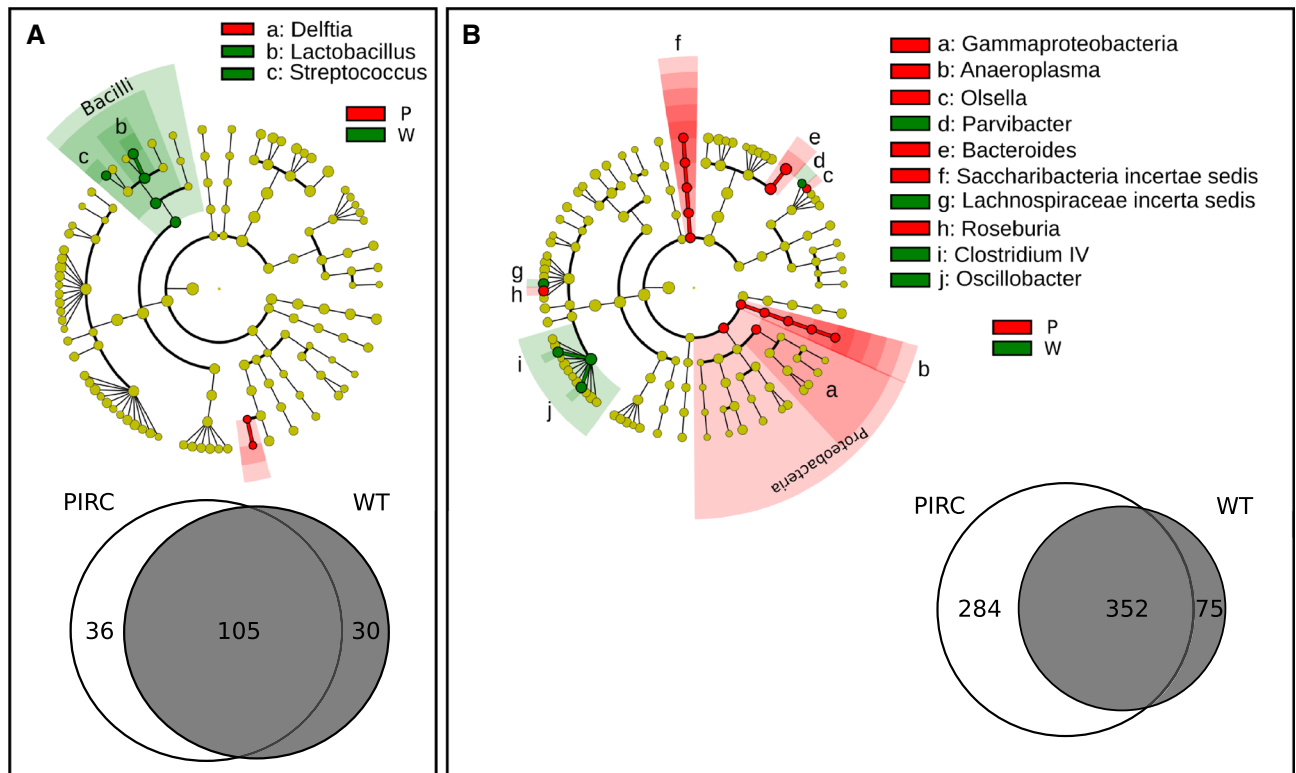 A
a: Delftia
b: Lactobacillus
c: Streptococcus
P
W
Bacilli
b
c
PIRC
WT
36
105
30
B
a: Gammaproteobacteria
b: Anaeroplasma
c: Olsella
d: Parvibacter
e: Bacteroides
f: Saccharibacteria incertae sedis
g: Lachnospiraceae incerta sedis
h: Roseburia
i: Clostridium IV
j: Oscillobacter
P
W
f
e
d
c
g
h
i
j
a
b
Proteobacteria
PIRC
WT
284
352
75